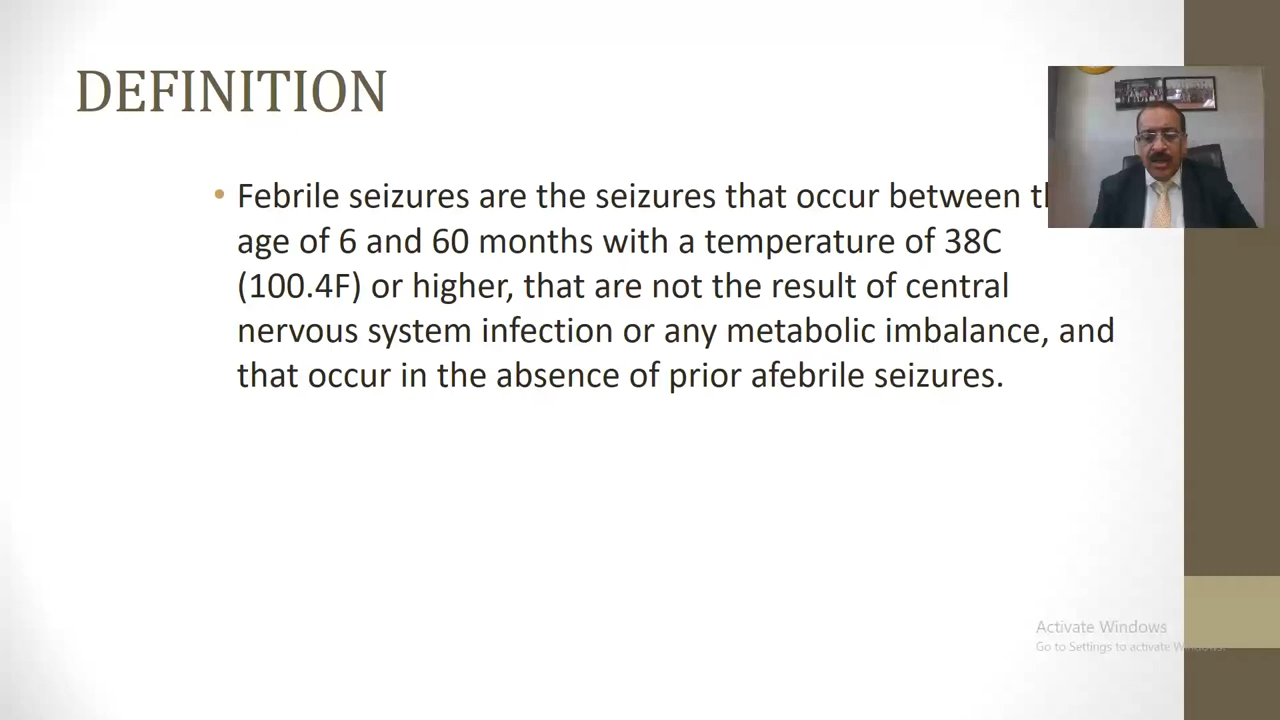 DEFINITION
• Febrile seizures are the seizures that occur between
age of 6 and 60 months with a temperature of 38C
(100.4F) or higher, that are not the result of central
nervous system infection or any metabolic imbalance, and
that occur in the absence of prior afebrile seizures.
Activate Windows
Go to Settings to activate Windows.